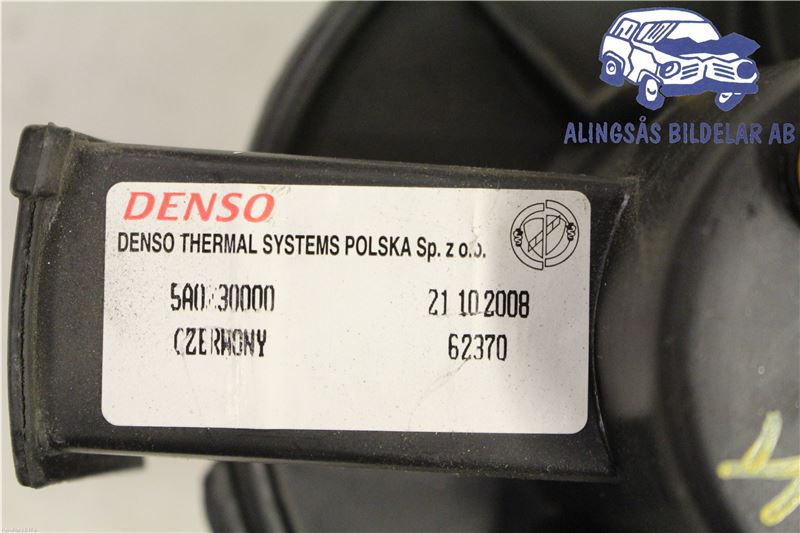 ALINGSÅS BILDELAR AB
DENSO
DENSO THERMAL SYSTEMS POLSKA Sp. z o.o.
21 10 2008
CZERWONY 62370